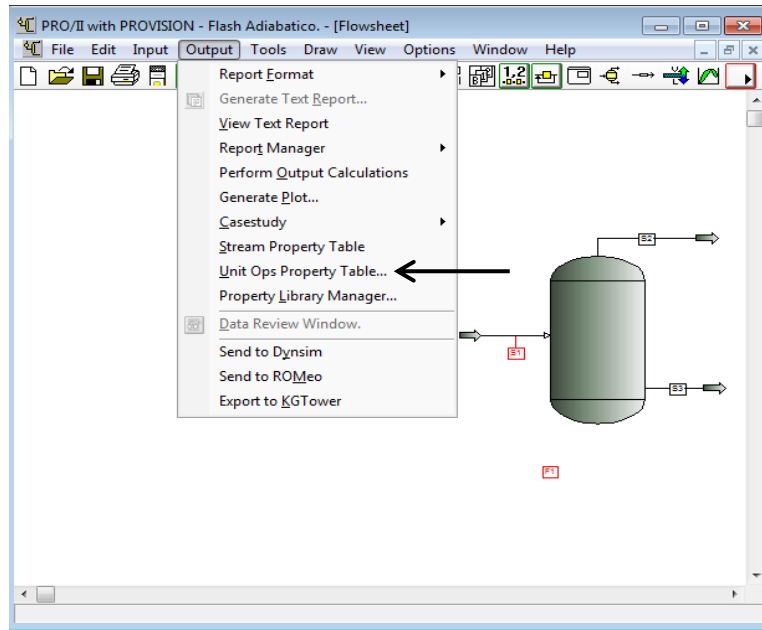 PRO/II with PROVISION - Flash Adiabatico. - [Flowsheet]
File Edit Input Output Tools Draw View Options Window Help
Report Format
Generate Text Report...
View Text Report
Report Manager
Perform Output Calculations
Generate Plot...
Casestudy
Stream Property Table
Unit Ops Property Table...
Property Library Manager...
Data Review Window.
Send to Dynsim
Send to ROMeo
Export to KGTower
S2
S1
S3
F1